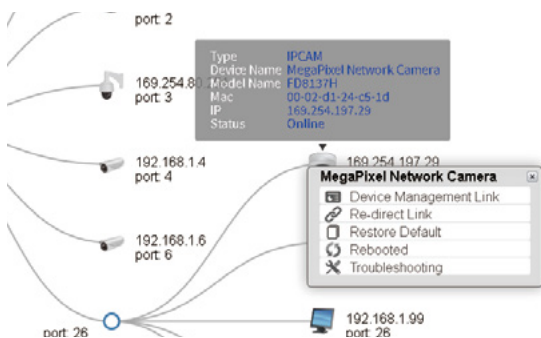 port: 2
Type IPCAM
Device Name MegaPixel Network Camera
Model Name FD8137H
Mac 00-02-d1-24-c5-1d
IP 169.254.197.29
Status Online
169.254.80.
port: 3
192.168.1.4
port: 4
169.254.197.29
MegaPixel Network Camera
Device Management Link
Re-direct Link
Restore Default
Rebooted
Troubleshooting
192.168.1.6
port: 6
port: 26
192.168.1.99
port: 26